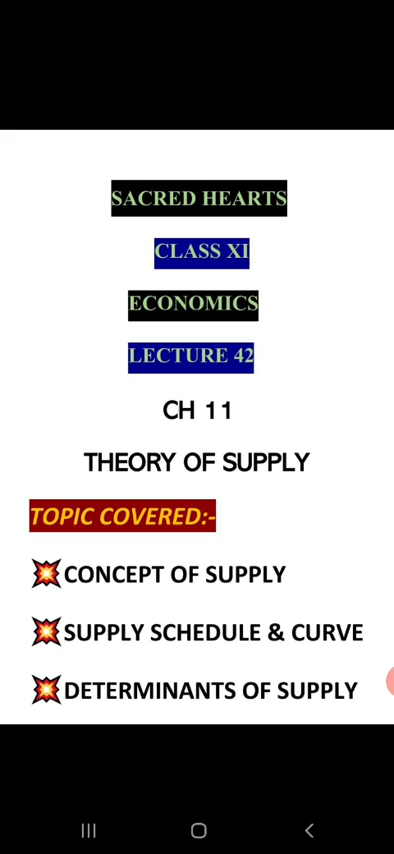 SACRED HEARTS
CLASS XI
ECONOMICS
LECTURE 42
CH 11
THEORY OF SUPPLY
TOPIC COVERED:-
💥CONCEPT OF SUPPLY
💥SUPPLY SCHEDULE & CURVE
💥DETERMINANTS OF SUPPLY